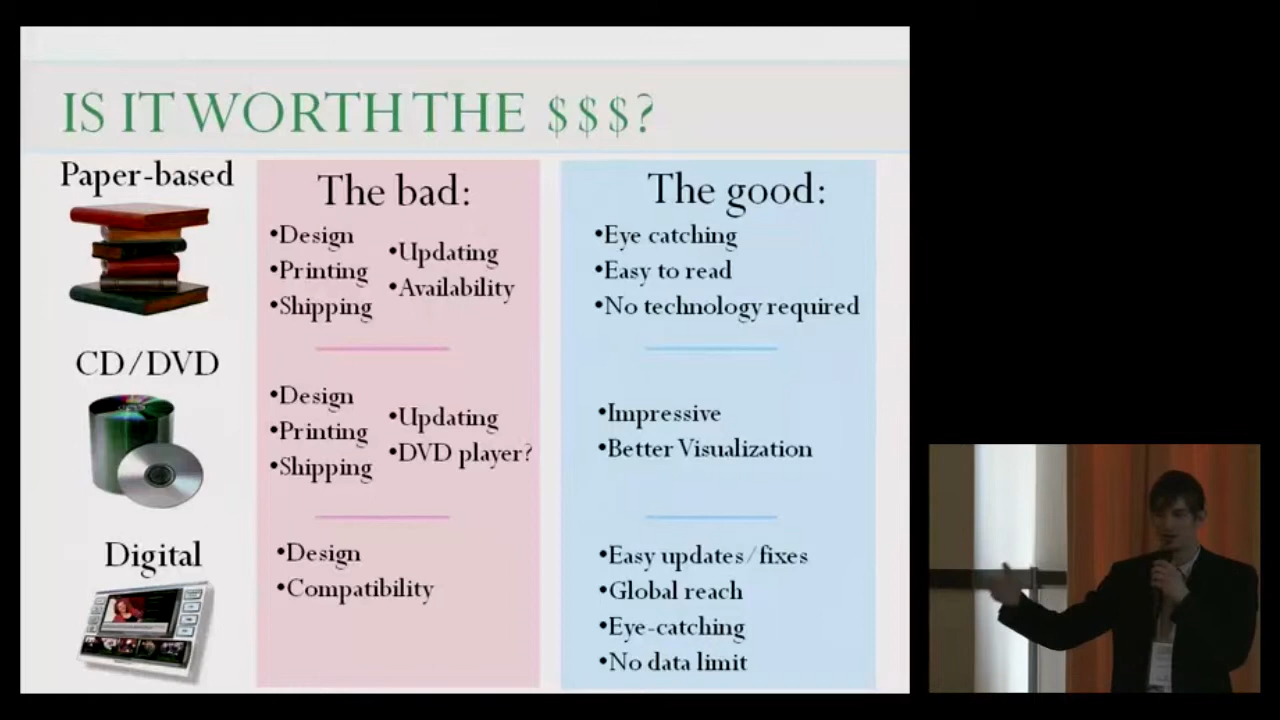 IS IT WORTH THE $$$?
Paper-based
The bad:
•Design
•Printing
•Shipping
•Updating
•Availability
The good:
•Eye catching
•Easy to read
•No technology required
CD/DVD
•Design
•Printing
•Shipping
•Updating
•DVD player?
•Impressive
•Better Visualization
Digital
•Design
•Compatibility
•Easy updates/fixes
•Global reach
•Eye-catching
•No data limit